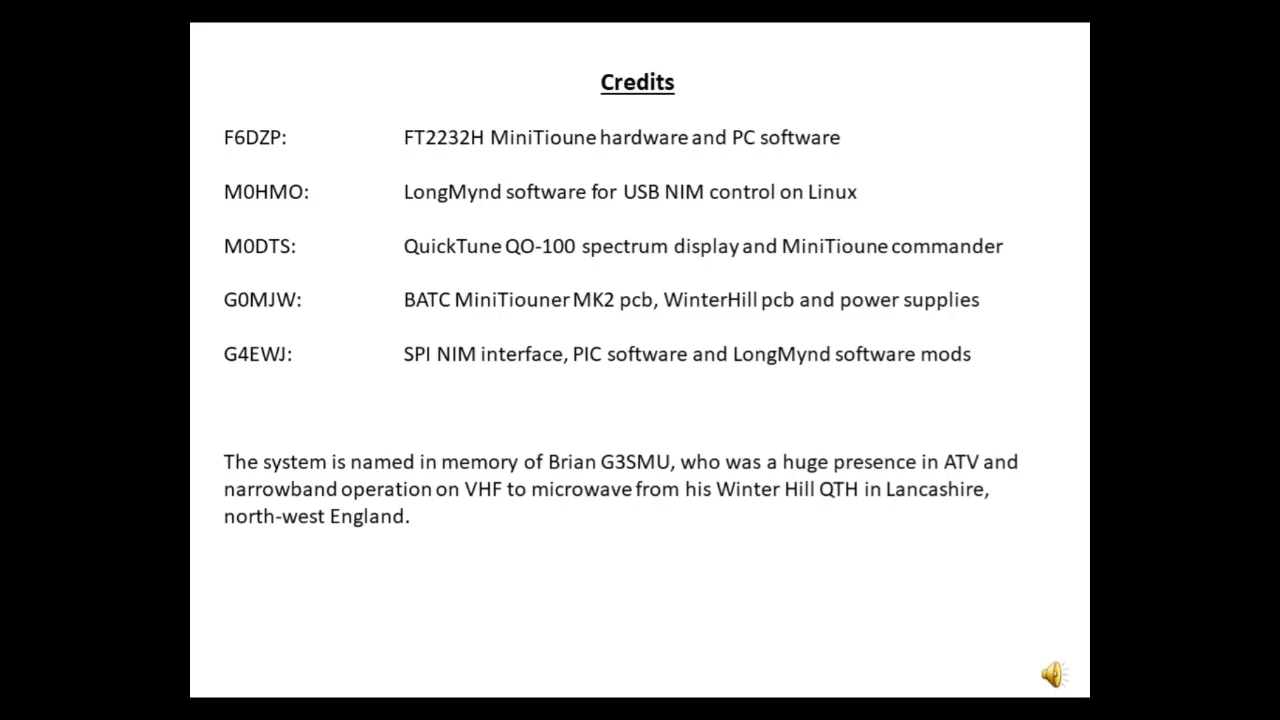 Credits
F6DZP: FT2232H MiniTioune hardware and PC software
M0HMO: LongMynd software for USB NIM control on Linux
M0DTS: QuickTune QO-100 spectrum display and MiniTioune commander
G0MJW: BATC MiniTiouner MK2 pcb, WinterHill pcb and power supplies
G4EWJ: SPI NIM interface, PIC software and LongMynd software mods
The system is named in memory of Brian G3SMU, who was a huge presence in ATV and
narrowband operation on VHF to microwave from his Winter Hill QTH in Lancashire,
north-west England.